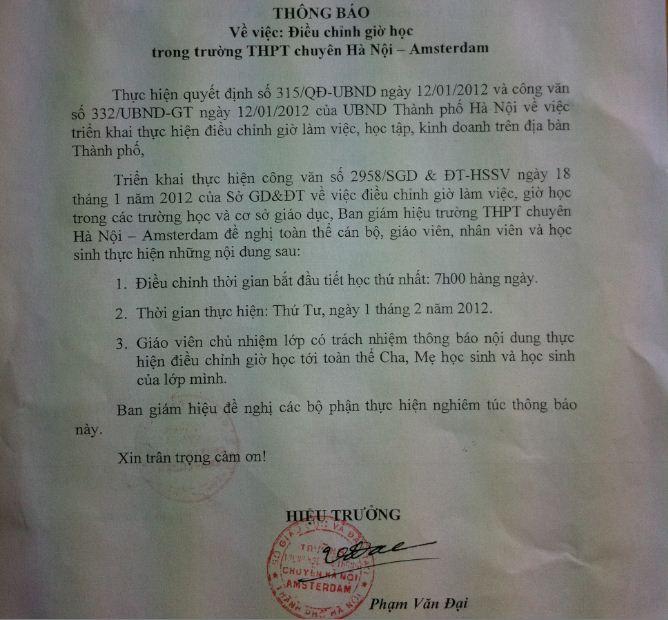 THÔNG BÁO
Về việc: Điều chỉnh giờ học
trong trường THPT chuyên Hà Nội – Amsterdam
Thực hiện quyết định số 315/QĐ-UBND ngày 12/01/2012 và công văn
số 332/UBND-GT ngày 12/01/2012 của UBND Thành phố Hà Nội về việc
triển khai thực hiện điều chỉnh giờ làm việc, học tập, kinh doanh trên địa bàn
Thành phố,
Triển khai thực hiện công văn số 2958/SGD & ĐT-HSSV ngày 18
tháng 1 năm 2012 của Sở GD&ĐT về việc điều chỉnh giờ làm việc, giờ học
trong các trường học và cơ sở giáo dục, Ban giám hiệu trường THPT chuyên
Hà Nội – Amsterdam đề nghị toàn thể cán bộ, giáo viên, nhân viên và học
sinh thực hiện những nội dung sau:
1. Điều chỉnh thời gian bắt đầu tiết học thứ nhất: 7h00 hàng ngày.
2. Thời gian thực hiện: Thứ Tư, ngày 1 tháng 2 năm 2012.
3. Giáo viên chủ nhiệm lớp có trách nhiệm thông báo nội dung thực
hiện điều chỉnh giờ học tới toàn thể Cha, Mẹ học sinh và học sinh
của lớp mình.
Ban giám hiệu đề nghị các bộ phận thực hiện nghiêm túc thông báo
này.
Xin trân trọng cảm ơn!
HIỆU TRƯỞNG
CHUYÊN HÀ NỘI
AMSTERDAM
THÀNH PHỐ HÀ NỘI
Phạm Văn Đại